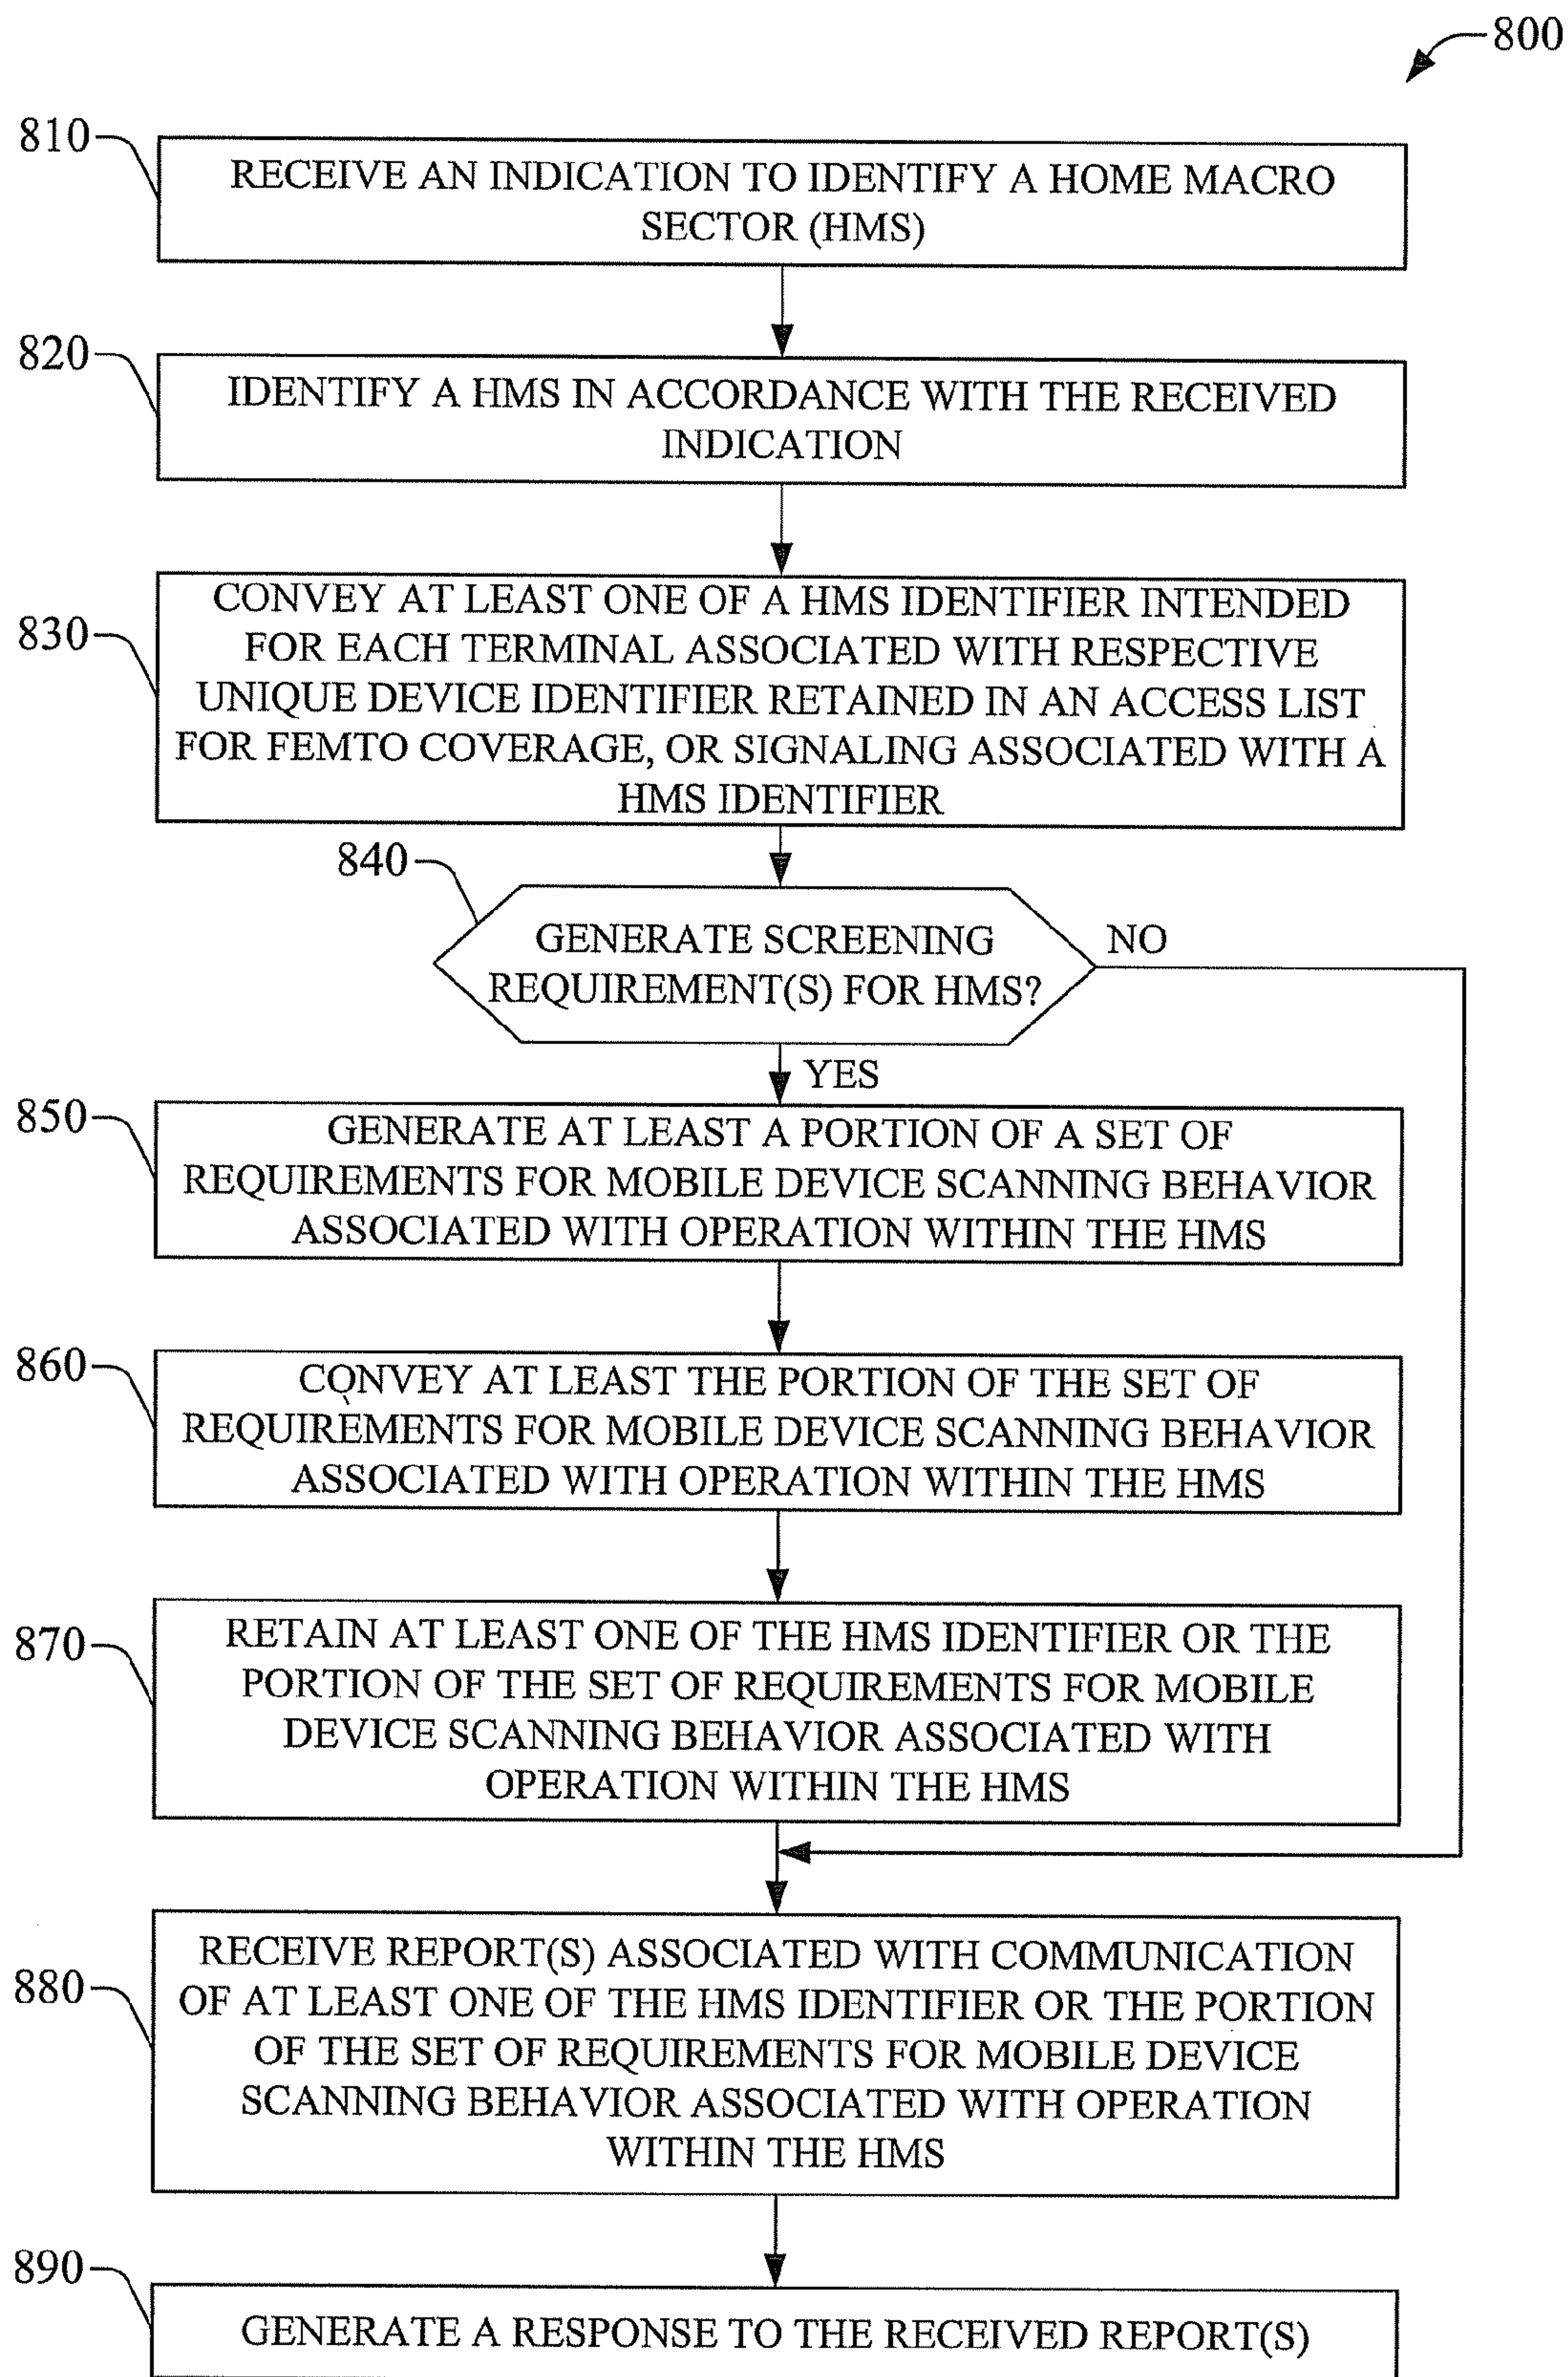 800
810
RECEIVE AN INDICATION TO IDENTIFY A HOME MACRO
SECTOR (HMS)
820
IDENTIFY A HMS IN ACCORDANCE WITH THE RECEIVED
INDICATION
830
CONVEY AT LEAST ONE OF A HMS IDENTIFIER INTENDED
FOR EACH TERMINAL ASSOCIATED WITH RESPECTIVE
UNIQUE DEVICE IDENTIFIER RETAINED IN AN ACCESS LIST
FOR FEMTO COVERAGE, OR SIGNALING ASSOCIATED WITH A
HMS IDENTIFIER
840
GENERATE SCREENING
REQUIREMENT(S) FOR HMS?
NO
YES
850
GENERATE AT LEAST A PORTION OF A SET OF
REQUIREMENTS FOR MOBILE DEVICE SCANNING BEHAVIOR
ASSOCIATED WITH OPERATION WITHIN THE HMS
860
CONVEY AT LEAST THE PORTION OF THE SET OF
REQUIREMENTS FOR MOBILE DEVICE SCANNING BEHAVIOR
ASSOCIATED WITH OPERATION WITHIN THE HMS
870
RETAIN AT LEAST ONE OF THE HMS IDENTIFIER OR THE
PORTION OF THE SET OF REQUIREMENTS FOR MOBILE
DEVICE SCANNING BEHAVIOR ASSOCIATED WITH
OPERATION WITHIN THE HMS
880
RECEIVE REPORT(S) ASSOCIATED WITH COMMUNICATION
OF AT LEAST ONE OF THE HMS IDENTIFIER OR THE PORTION
OF THE SET OF REQUIREMENTS FOR MOBILE DEVICE
SCANNING BEHAVIOR ASSOCIATED WITH OPERATION
WITHIN THE HMS
890
GENERATE A RESPONSE TO THE RECEIVED REPORT(S)